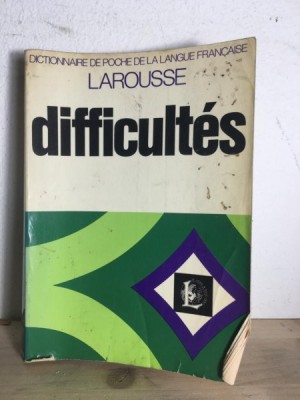 DICTIONNAIRE DE POCHE DE LA LANGUE FRANÇAISE
LAROUSSE
difficultés